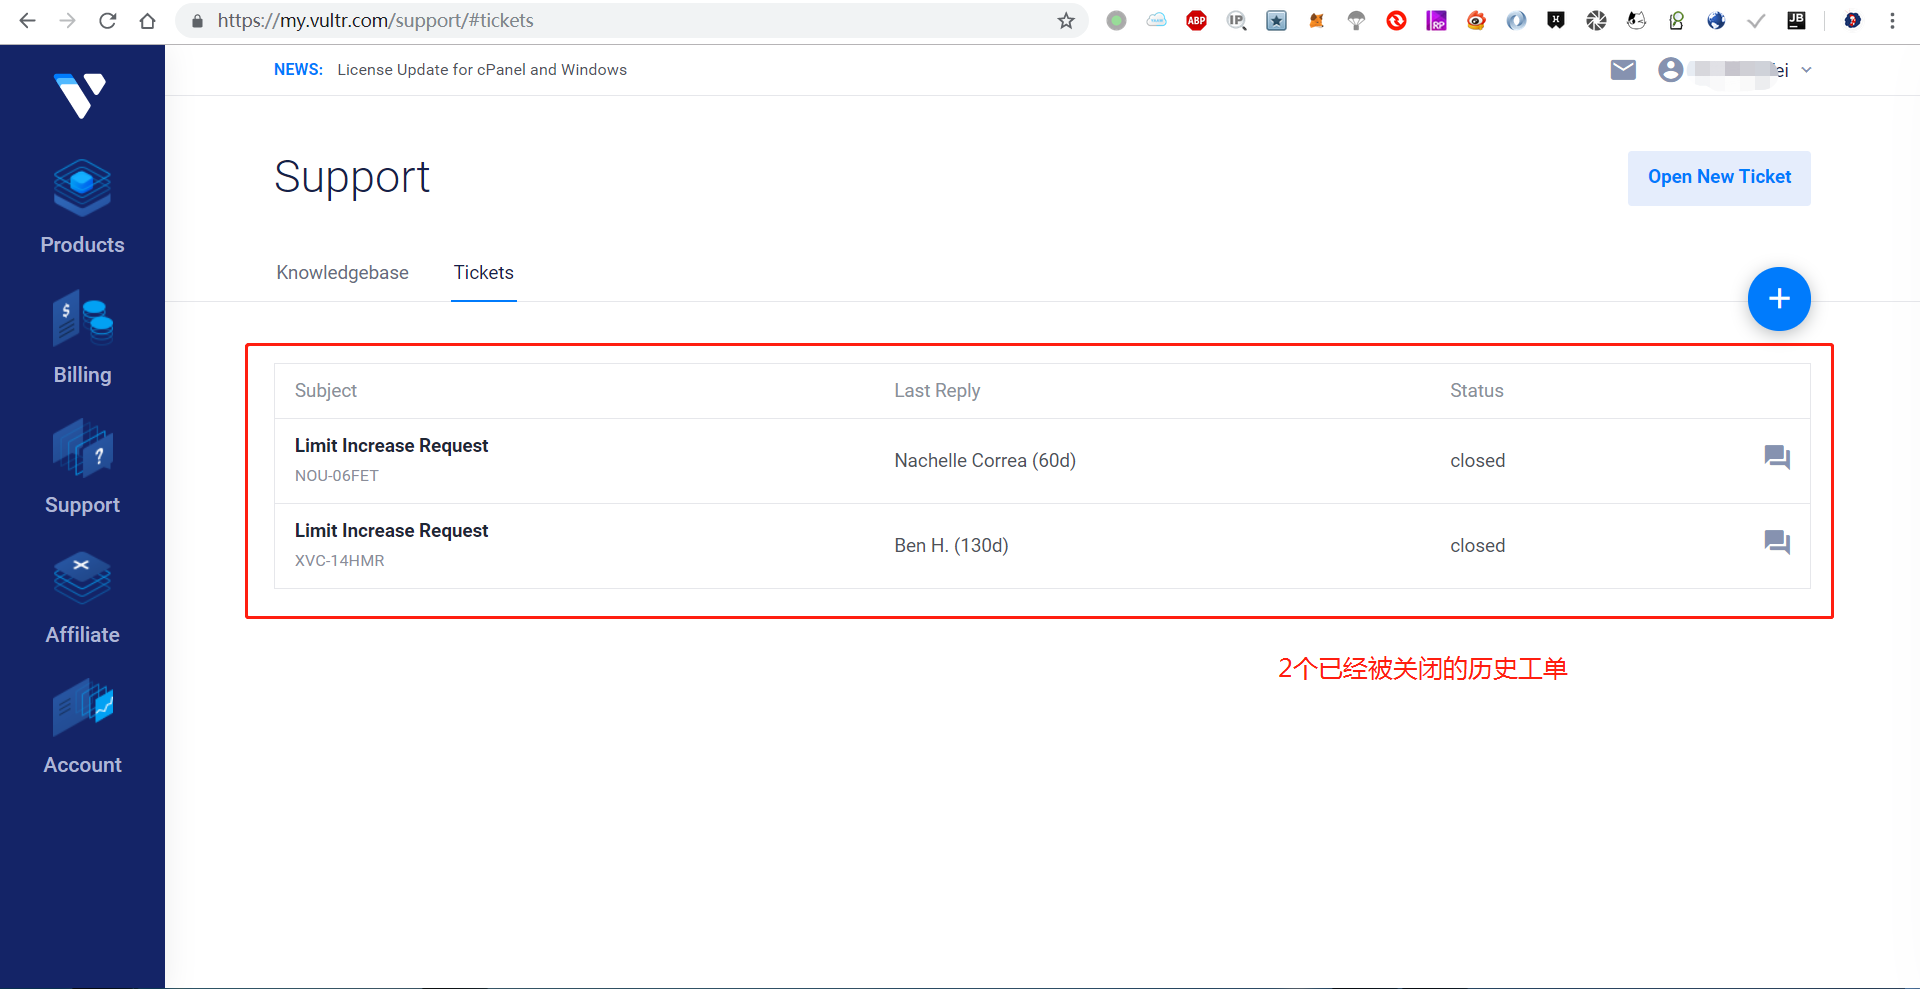 https://my.vultr.com/support/#tickets
ABP
IP
RP
JB
NEWS: License Update for cPanel and Windows
ei
Support
Open New Ticket
Products
Knowledgebase
Tickets
$
Billing
Subject Last Reply Status
Limit Increase Request
NOU-06FET
Nachelle Correa (60d) closed
?
Support
Limit Increase Request
XVC-14HMR
Ben H. (130d) closed
Affiliate
2个已经被关闭的历史工单
Account